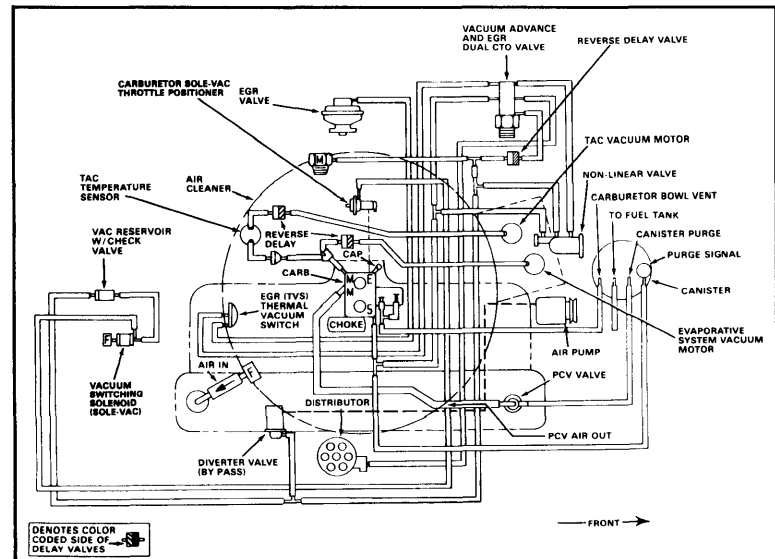 VACUUM ADVANCE
AND EGR
DUAL CTO VALVE
REVERSE DELAY VALVE
CARBURETOR SOLE-VAC
THROTTLE POSITIONER
EGR
VALVE
M
TAC VACUUM MOTOR
TAC
TEMPERATURE
SENSOR
AIR
CLEANER
NON-LINEAR VALVE
CARBURETOR BOWL VENT
TO FUEL TANK
CANISTER PURGE
VAC RESERVOIR
W/CHECK
VALVE
REVERSE
DELAY
CAP
PURGE SIGNAL
CARB
M
M
E
S
CANISTER
EGR (TVS)
THERMAL
VACUUM
SWITCH
CHOKE
F
AIR PUMP
EVAPORATIVE
SYSTEM VACUUM
MOTOR
AIR IN
F
PCV VALVE
VACUUM
SWITCHING
SOLENOID
(SOLE-VAC)
DISTRIBUTOR
PCV AIR OUT
DIVERTER VALVE
(BY PASS)
FRONT
DENOTES COLOR
CODED SIDE OF
DELAY VALVES